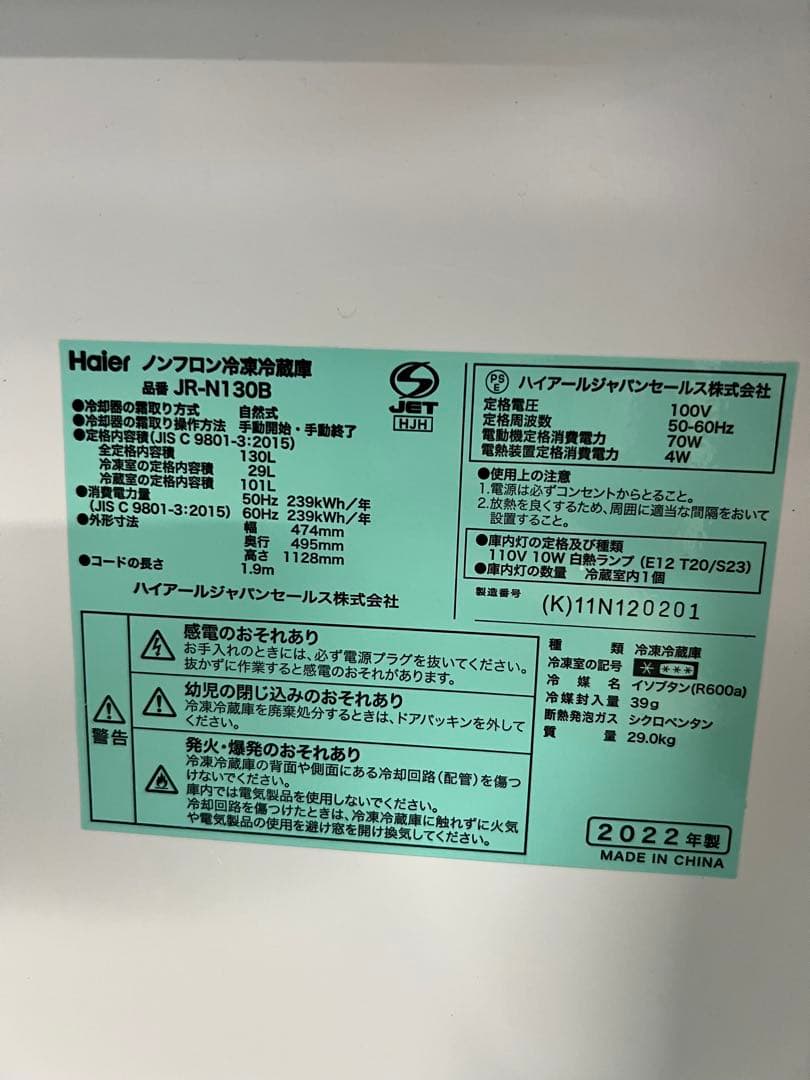 Haier ノンフロン冷凍冷蔵庫
品番 JR-N130B
●冷却器の霜取り方式 自然式
●冷却器の霜取り操作方法 手動開始・手動終了
●定格内容積(JIS C 9801-3:2015)
全定格内容積 130L
冷凍室の定格内容積 29L
冷蔵室の定格内容積 101L
●消費電力量 50Hz 239kWh/年
(JIS C 9801-3:2015) 60Hz 239kWh/年
●外形寸法 幅 474mm
奥行 495mm
高さ 1128mm
●コードの長さ 1.9m
ハイアールジャパンセールス株式会社
JET
HJH
PSE ハイアールジャパンセールス株式会社
定格電圧 100V
定格周波数 50-60Hz
電動機定格消費電力 70W
電熱装置定格消費電力 4W
●使用上の注意
1.電源は必ずコンセントからとること。
2.放熱を良くするため、周囲に適当な間隔をおいて
設置すること。
●庫内灯の定格及び種類
110V 10W 白熱ランプ (E12 T20/S23)
●庫内灯の数量 冷蔵室内1個
製造番号 (K)11N120201
警告
感電のおそれあり
お手入れのときには、必ず電源プラグを抜いてください。
抜かずに作業すると感電のおそれがあります。
幼児の閉じ込みのおそれあり
冷凍冷蔵庫を廃棄処分するときは、ドアパッキンを外して
ください。
発火・爆発のおそれあり
冷凍冷蔵庫の背面や側面にある冷却回路(配管)を傷つ
けないでください。
庫内では電気製品を使用しないでください。
冷却回路を傷つけたときは、冷凍冷蔵庫に触れずに火気
や電気製品の使用を避け窓を開け換気してください。
種類 冷凍冷蔵庫
冷凍室の記号 * ***
冷媒名 イソブタン(R600a)
冷媒封入量 39g
断熱発泡ガス シクロペンタン
質量 29.0kg
2022年製
MADE IN CHINA